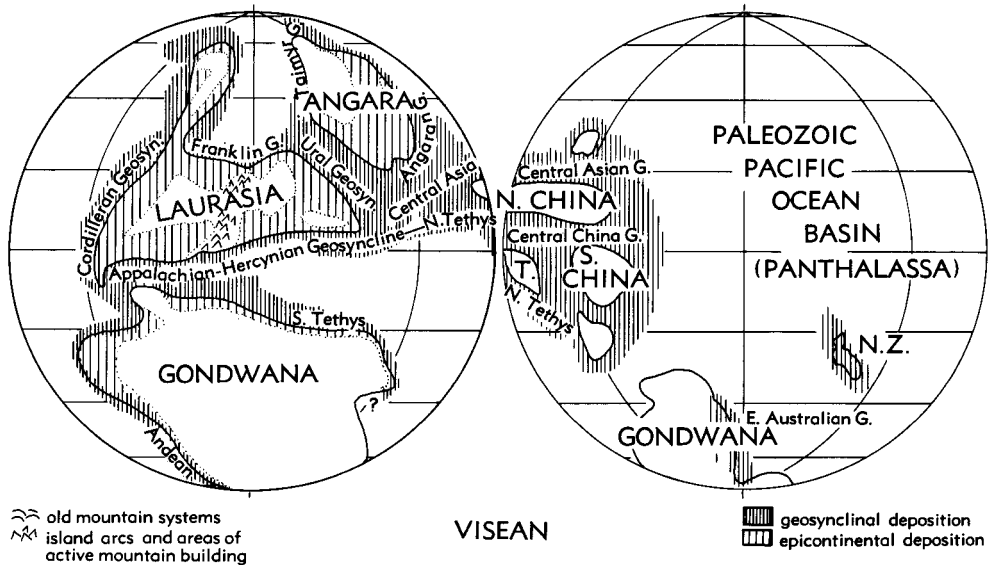 Taimyr G.
ANGARA
Angaran G.
Franklin G.
Ural Geosyn.
Cordilleran Geosyn.
LAURASIA
Central Asia
N. Tethys
Appalachian-Hercynian Geosyncline
S. Tethys
GONDWANA
?
Andean
PALEOZOIC
PACIFIC
OCEAN
BASIN
(PANTHALASSA)
Central Asian G.
N. CHINA
Central China G.
T.
S.
CHINA
N. Tethys
N.Z.
E. Australian G.
GONDWANA
old mountain systems
island arcs and areas of
active mountain building
VISEAN
geosynclinal deposition
epicontinental deposition